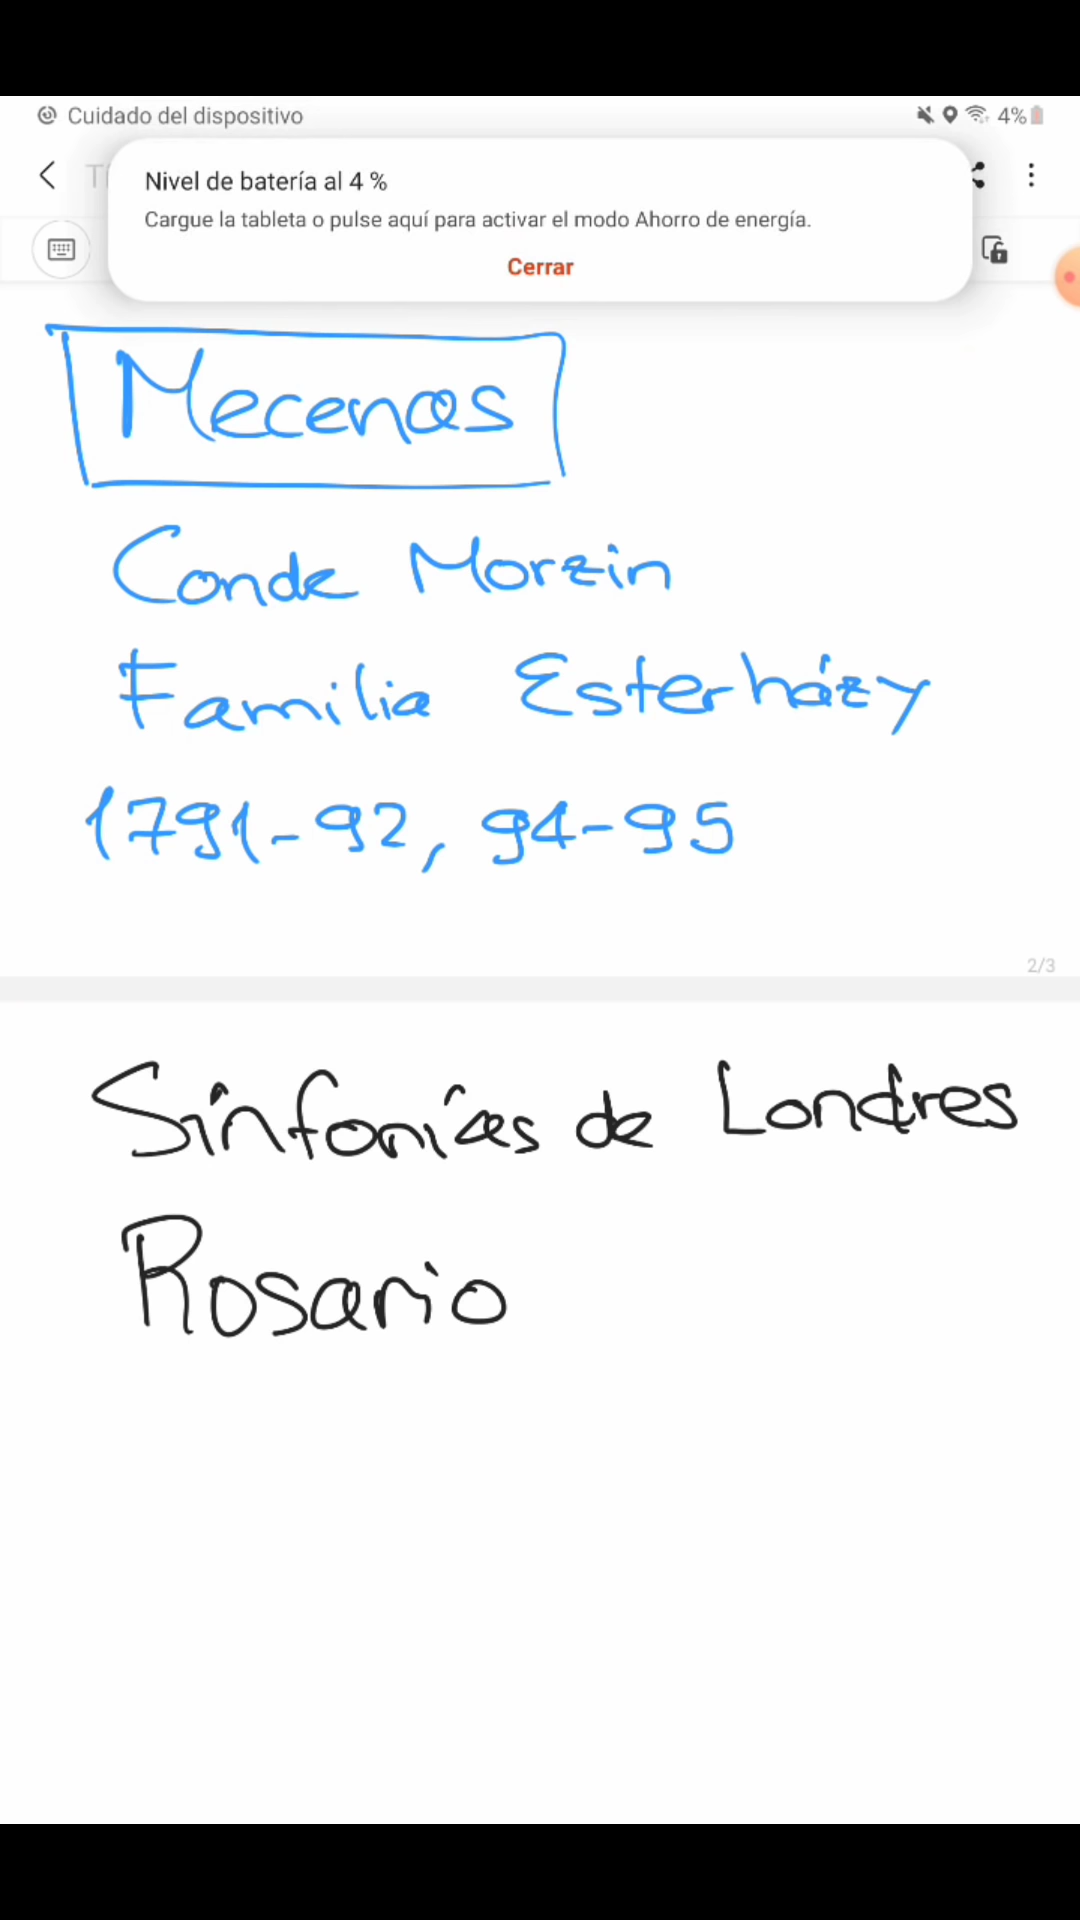 Cuidado del dispositivo 4%
Nivel de batería al 4 %
Cargue la tableta o pulse aquí para activar el modo Ahorro de energía.
Cerrar
Mecenas
Conde Morzin
Familia Esterházy
1791-92, 94-95
2/3
Sinfonías de Londres
Rosario